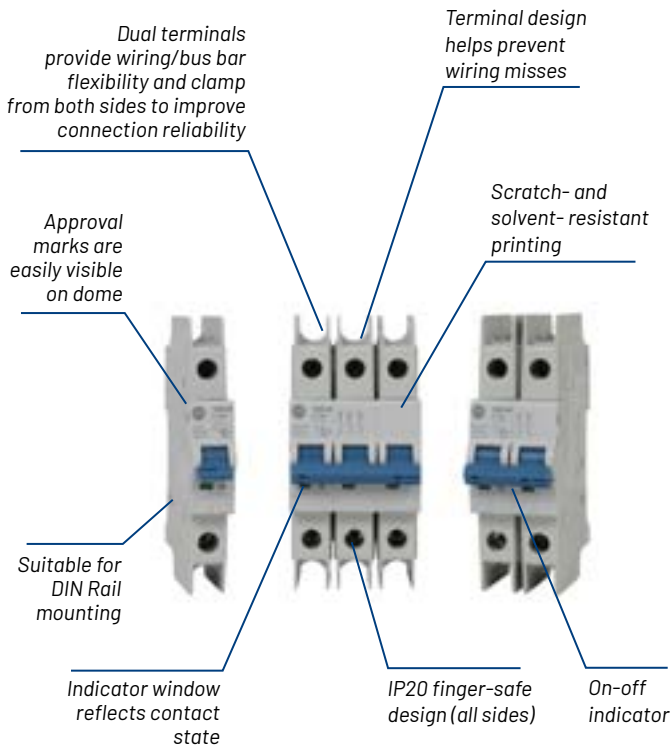 Dual terminals
provide wiring/bus bar
flexibility and clamp
from both sides to improve
connection reliability
Terminal design
helps prevent
wiring misses
Scratch- and
solvent- resistant
printing
Approval
marks are
easily visible
on dome
Suitable for
DIN Rail
mounting
Indicator window
reflects contact
state
IP20 finger-safe
design (all sides)
On-off
indicator